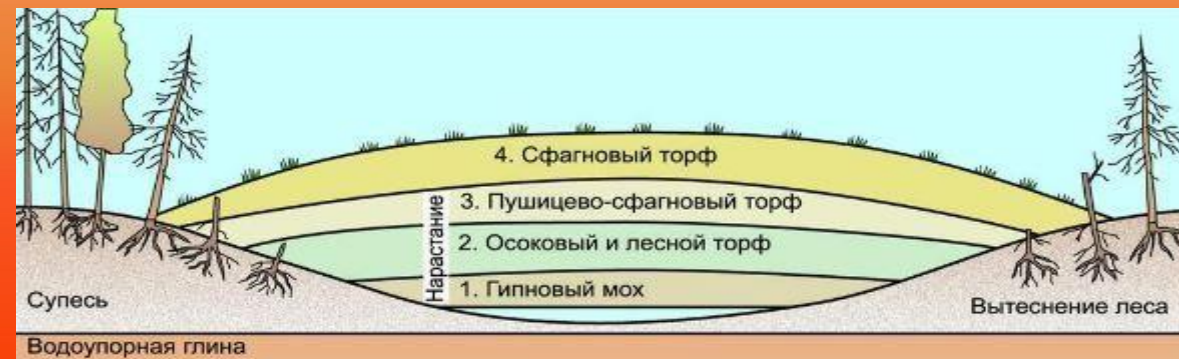 4. Сфагновый торф
3. Пушицево-сфагновый торф
2. Осоковый и лесной торф
1. Гипновый мох
Нарастание
Супесь
Вытеснение леса
Водоупорная глина